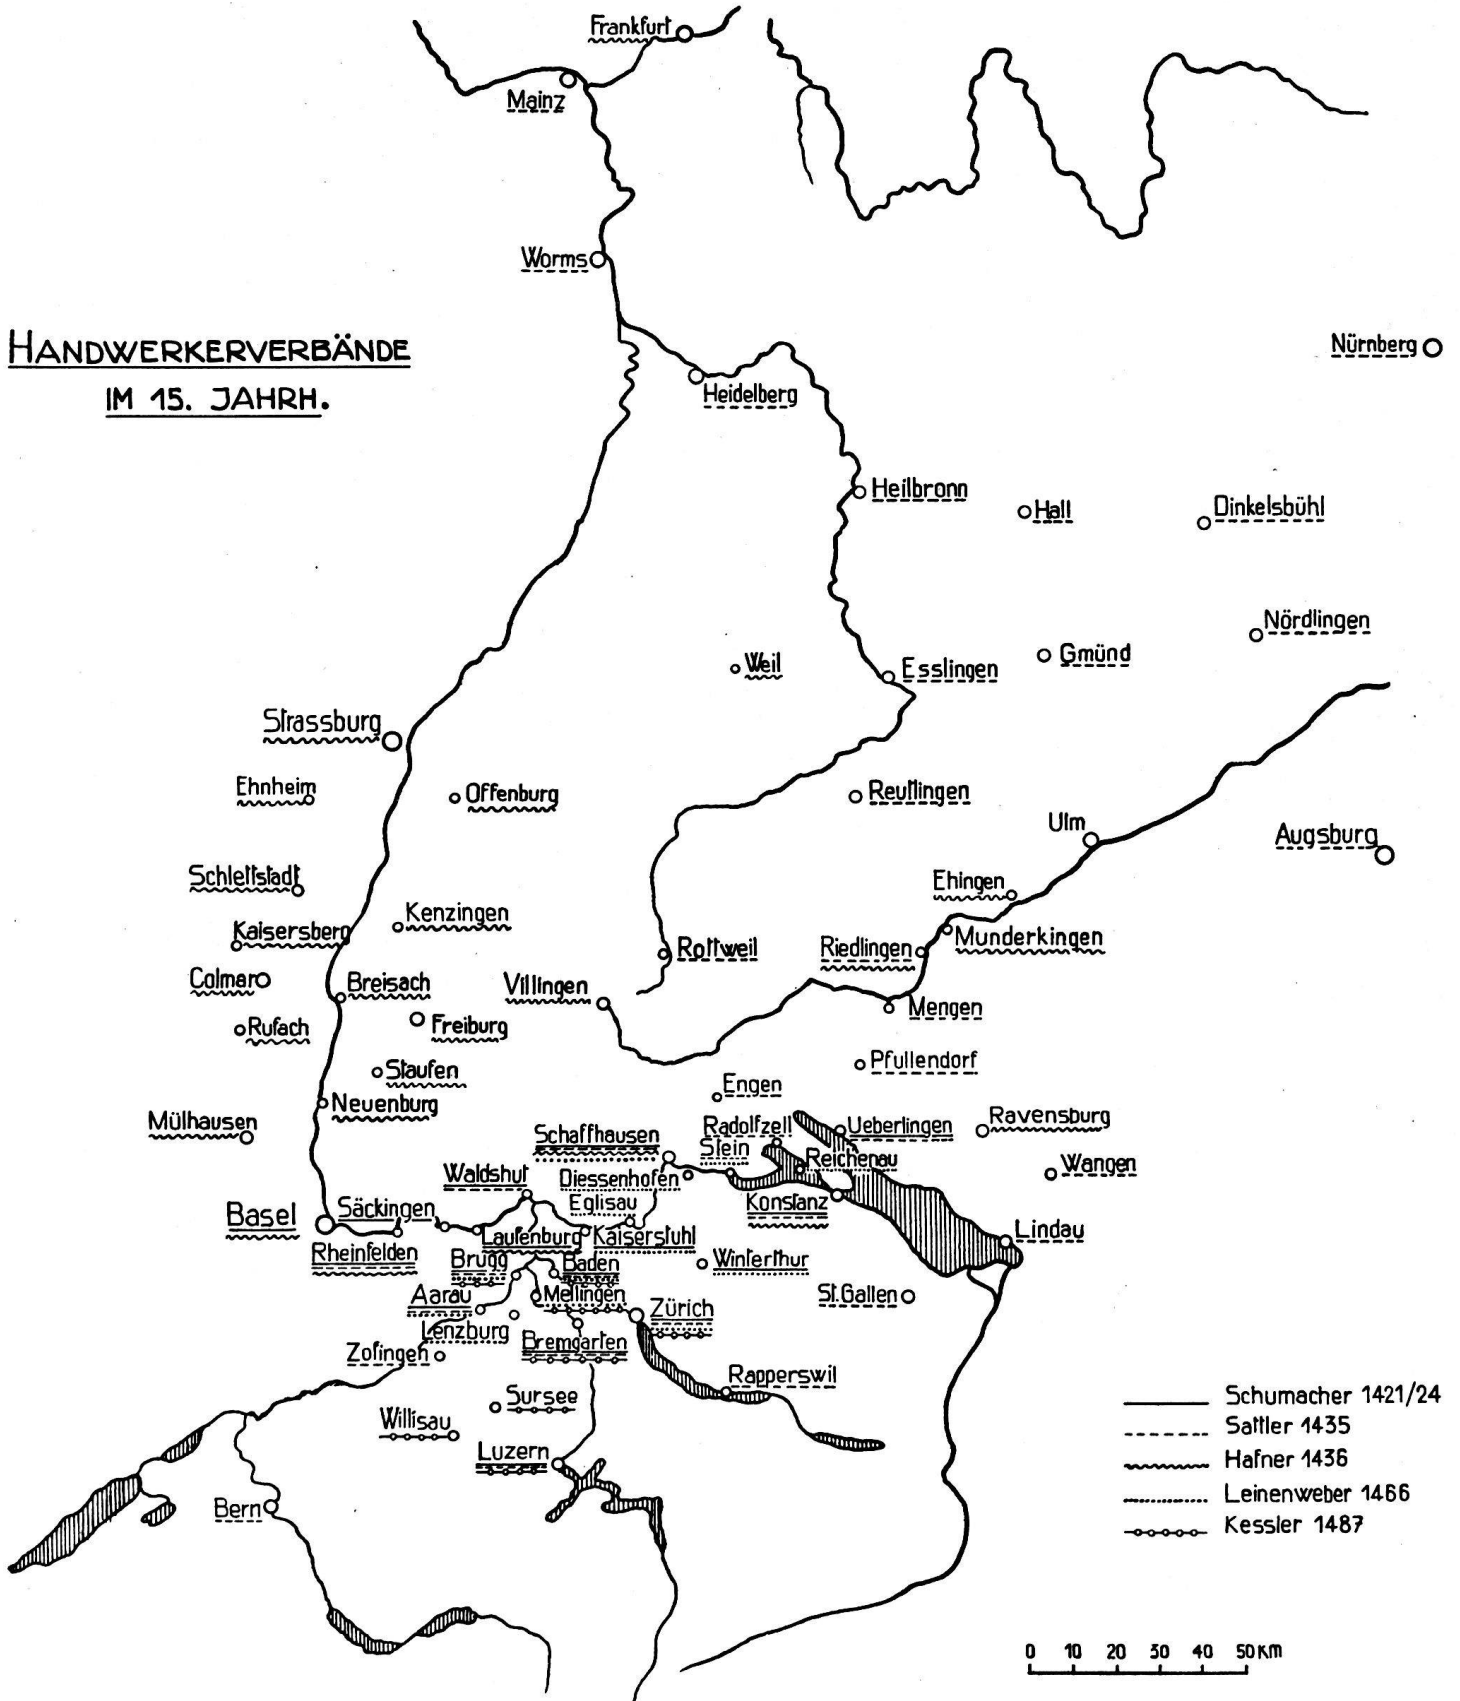 Frankfurt
Mainz
Worms
HANDWERKERVERBÄNDE
IM 15. JAHRH.
Nürnberg
Heidelberg
Heilbronn
Hall
Dinkelsbühl
Nördlingen
Weil
Esslingen
Gmünd
Strassburg
Ehnheim
Offenburg
Reutlingen
Ulm
Augsburg
Schlettstadt
Ehingen
Kenzingen
Kaisersberg
Rottweil
Riedlingen
Munderkingen
Colmar
Breisach
Villingen
Mengen
Rufach
Freiburg
Staufen
Pfullendorf
Engen
Neuenburg
Mülhausen
Schaffhausen
Radolfzell
Ueberlingen
Ravensburg
Stein
Reichenau
Wangen
Waldshut
Diessenhofen
Basel
Säckingen
Eglisau
Konstanz
Lindau
Rheinfelden
Laufenburg
Kaiserstuhl
Brugg
Baden
Winterthur
Aarau
Mellingen
Zürich
St. Gallen
Lenzburg
Bremgarten
Zofingen
Rapperswil
Sursee
Willisau
Luzern
Bern
Schumacher 1421/24
Sattler 1435
Hafner 1436
Leinenweber 1466
Kessler 1487
0 10 20 30 40 50 KM